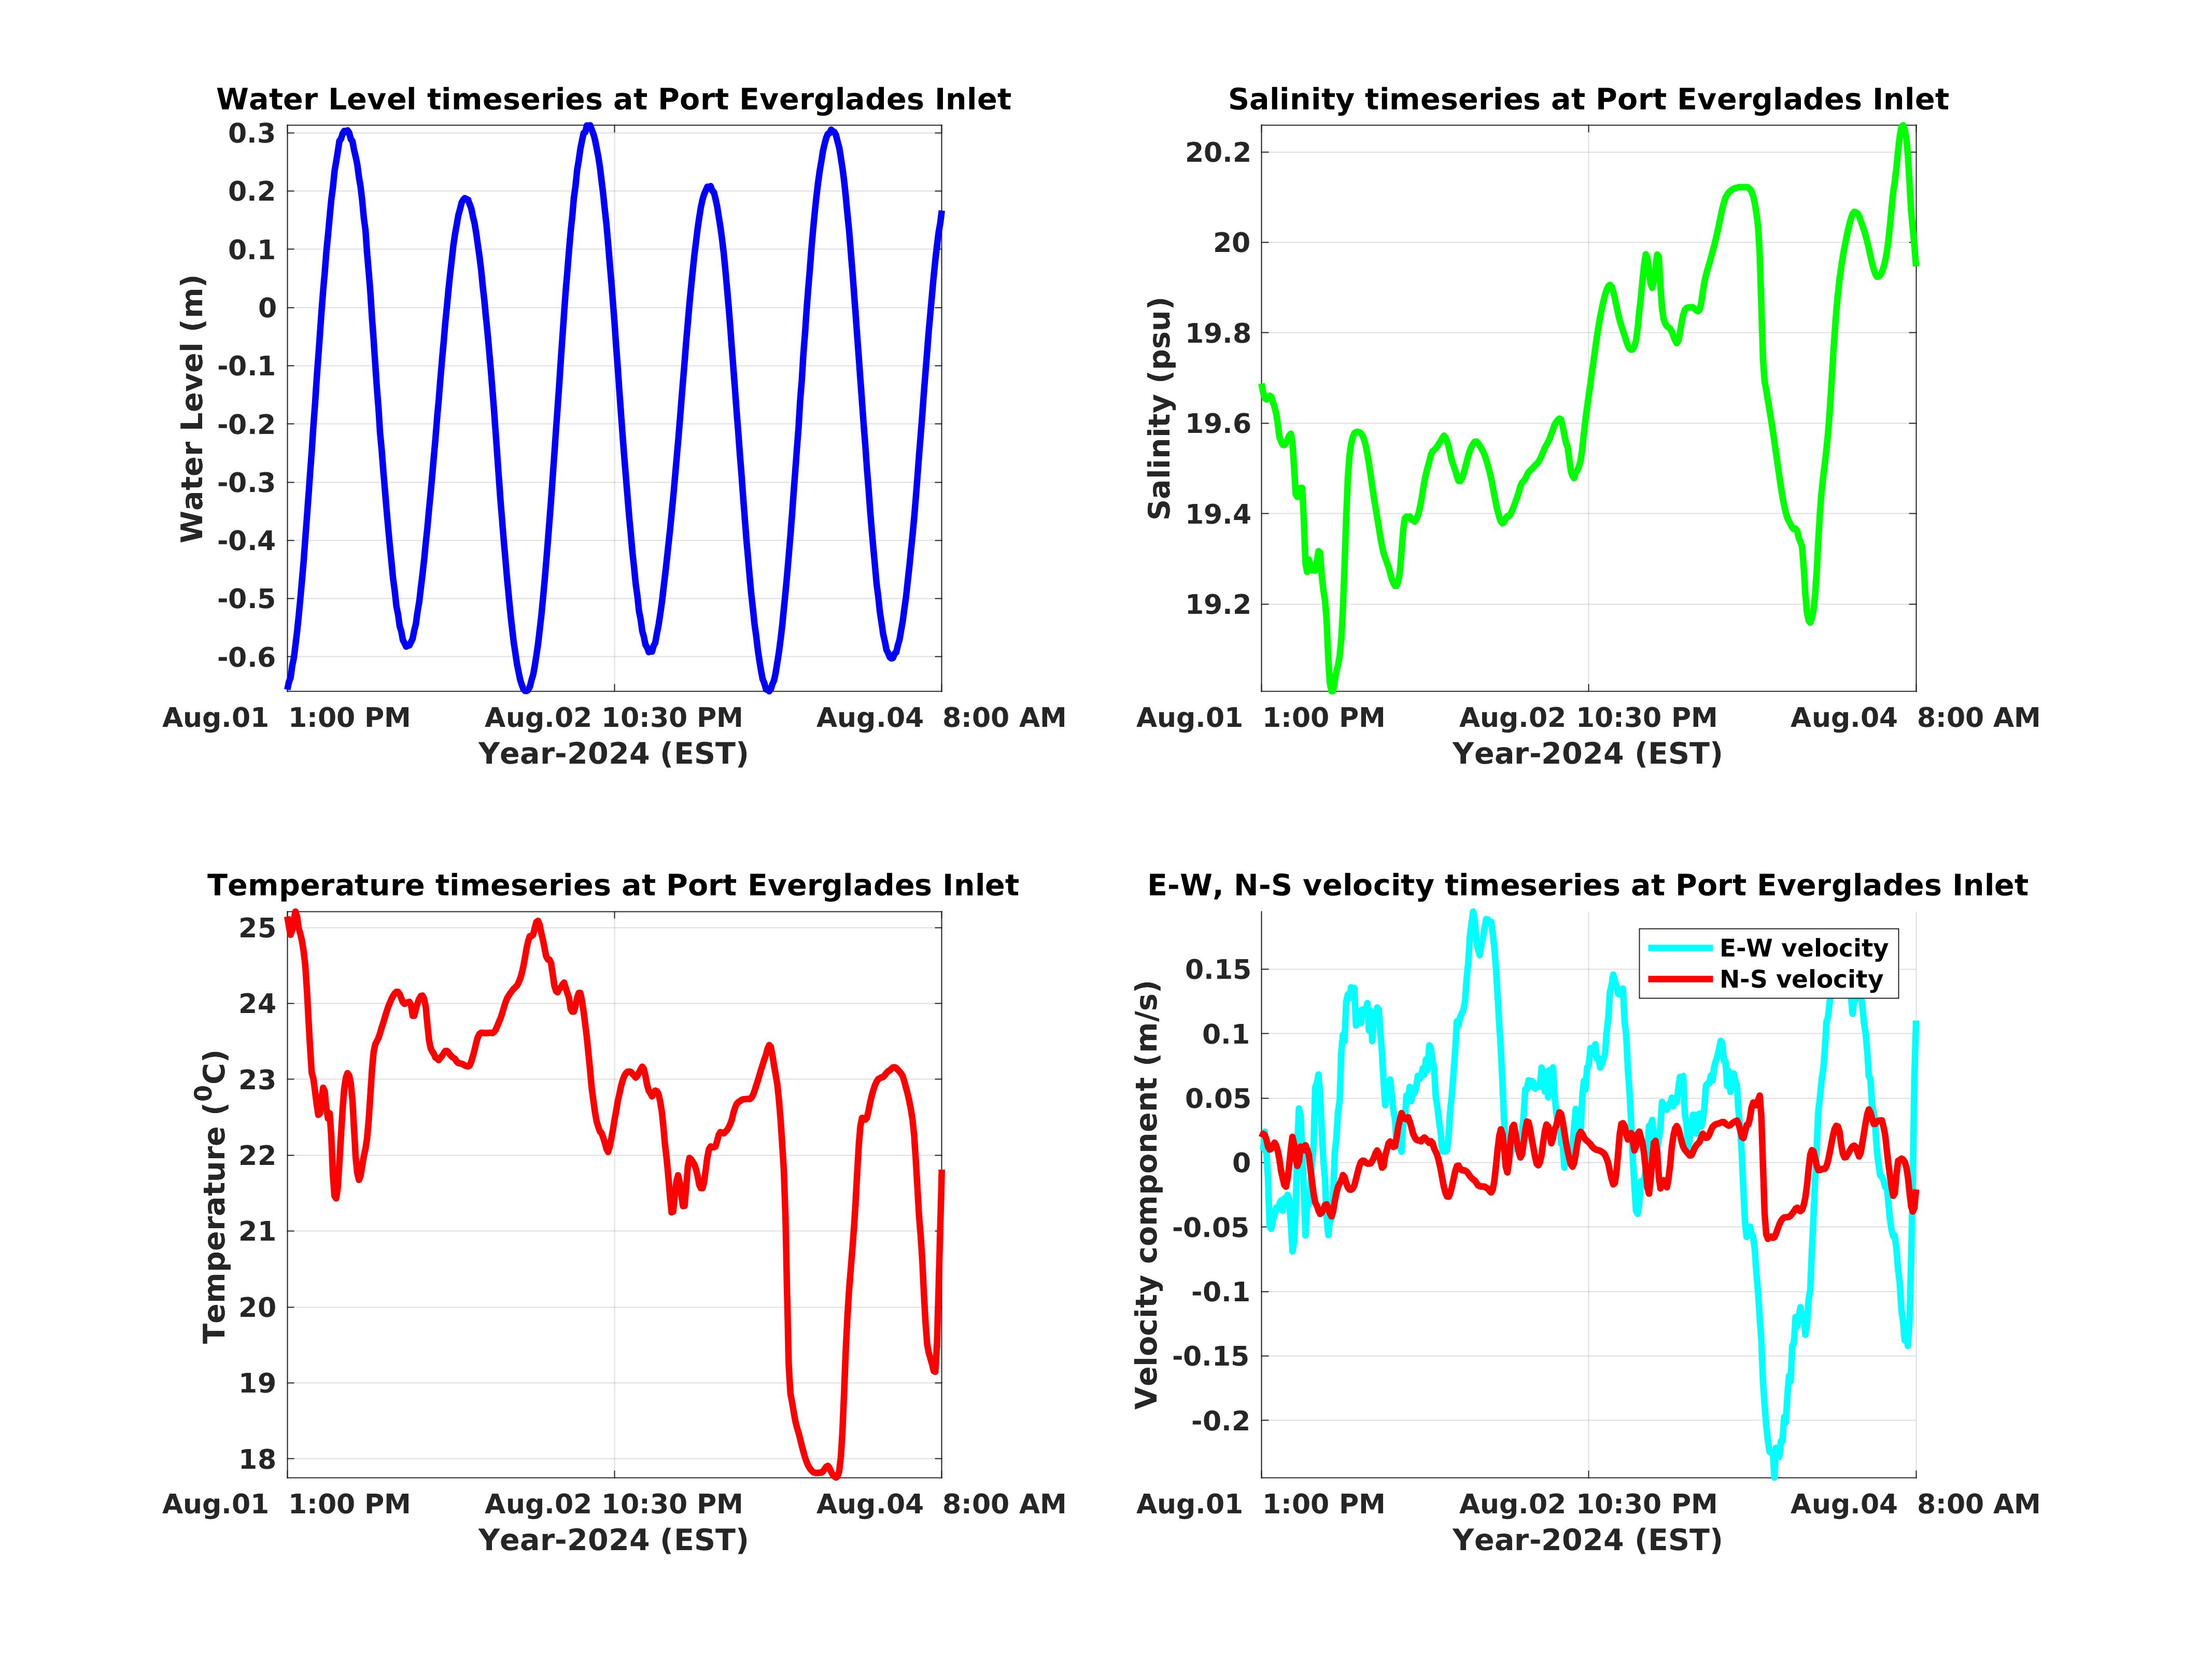 Water Level timeseries at Port Everglades Inlet
0.3
0.2
0.1
0
-0.1
-0.2
-0.3
-0.4
-0.5
-0.6
Water Level (m)
Aug.01 1:00 PM
Aug.02 10:30 PM
Aug.04 8:00 AM
Year-2024 (EST)
Salinity timeseries at Port Everglades Inlet
20.2
20
19.8
19.6
19.4
19.2
Salinity (psu)
Aug.01 1:00 PM
Aug.02 10:30 PM
Aug.04 8:00 AM
Year-2024 (EST)
Temperature timeseries at Port Everglades Inlet
25
24
23
22
21
20
19
18
Temperature (⁰C)
Aug.01 1:00 PM
Aug.02 10:30 PM
Aug.04 8:00 AM
Year-2024 (EST)
E-W, N-S velocity timeseries at Port Everglades Inlet
E-W velocity
N-S velocity
0.15
0.1
0.05
0
-0.05
-0.1
-0.15
-0.2
Velocity component (m/s)
Aug.01 1:00 PM
Aug.02 10:30 PM
Aug.04 8:00 AM
Year-2024 (EST)